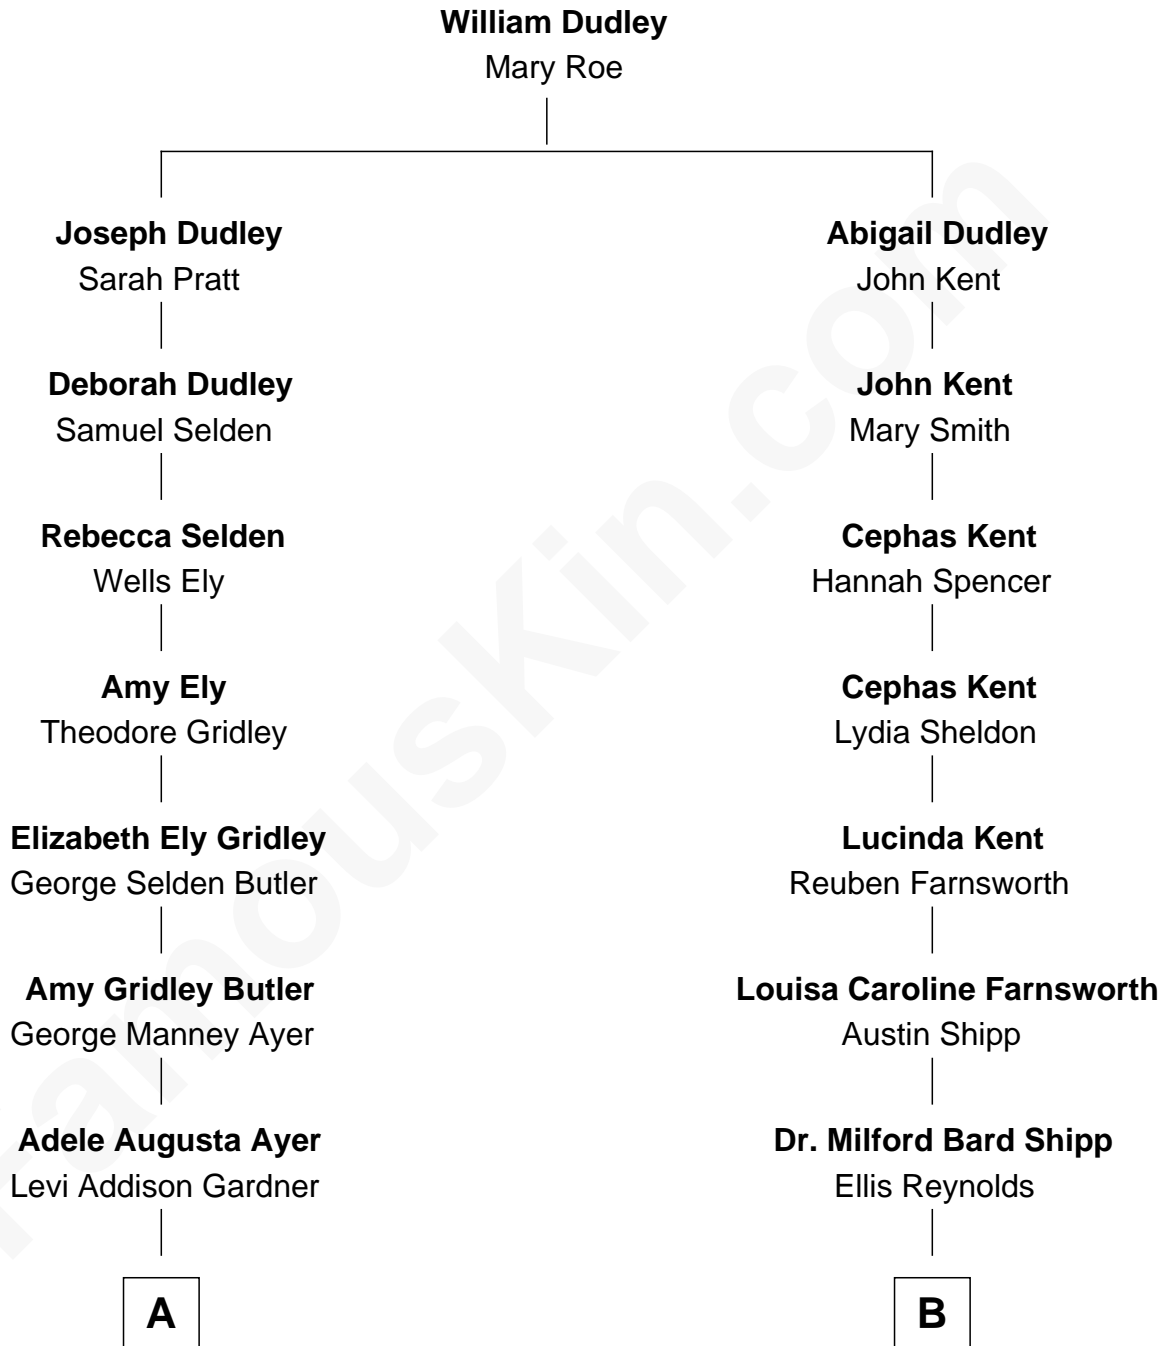 William Dudley
Mary Roe
Joseph Dudley
Sarah Pratt
Abigail Dudley
John Kent
Deborah Dudley
Samuel Selden
John Kent
Mary Smith
Rebecca Selden
Wells Ely
Cephas Kent
Hannah Spencer
Amy Ely
Theodore Gridley
Cephas Kent
Lydia Sheldon
Elizabeth Ely Gridley
George Selden Butler
Lucinda Kent
Reuben Farnsworth
Amy Gridley Butler
George Manney Ayer
Louisa Caroline Farnsworth
Austin Shipp
Adele Augusta Ayer
Levi Addison Gardner
Dr. Milford Bard Shipp
Ellis Reynolds
A
B
FamousKin.com